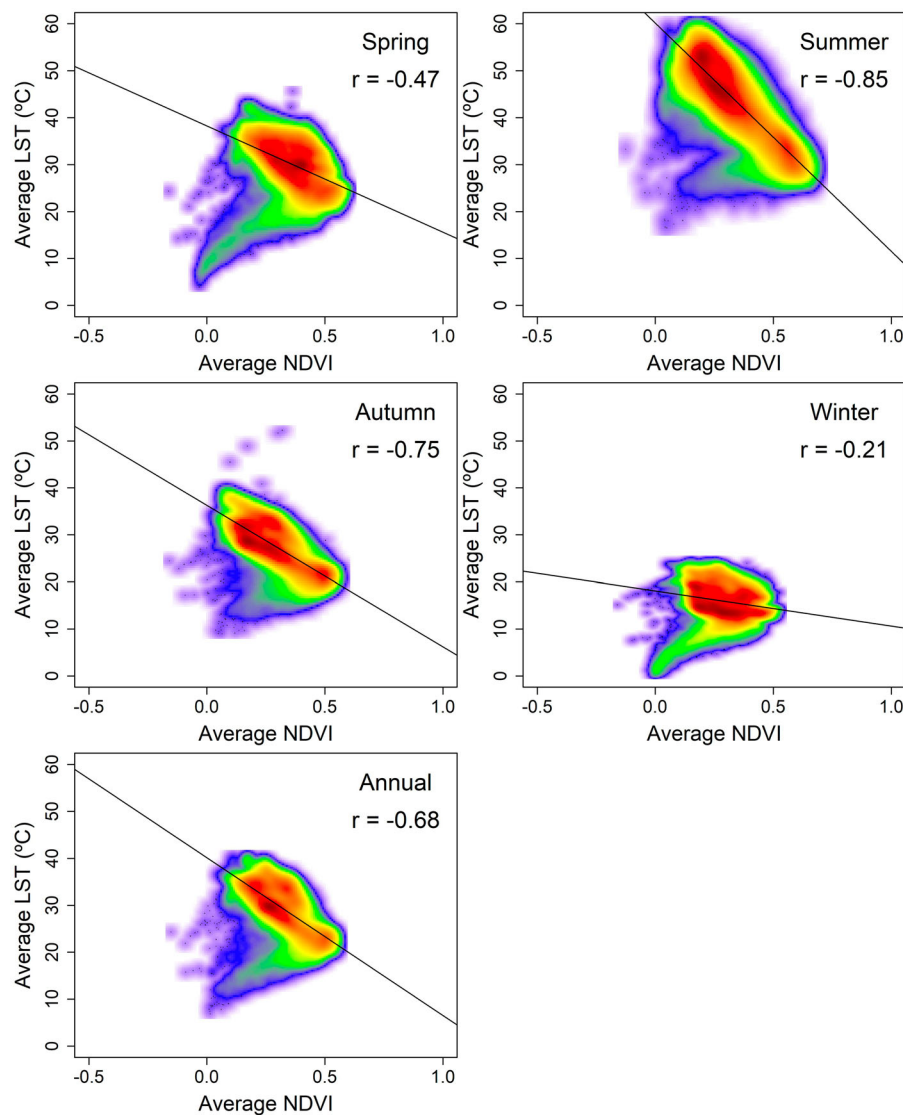 Spring
r = -0.47
Average LST (ºC)
0 10 20 30 40 50 60
-0.5 0.0 0.5 1.0
Average NDVI
Summer
r = -0.85
Average LST (ºC)
0 10 20 30 40 50 60
-0.5 0.0 0.5 1.0
Average NDVI
Autumn
r = -0.75
Average LST (ºC)
0 10 20 30 40 50 60
-0.5 0.0 0.5 1.0
Average NDVI
Winter
r = -0.21
Average LST (ºC)
0 10 20 30 40 50 60
-0.5 0.0 0.5 1.0
Average NDVI
Annual
r = -0.68
Average LST (ºC)
0 10 20 30 40 50 60
-0.5 0.0 0.5 1.0
Average NDVI